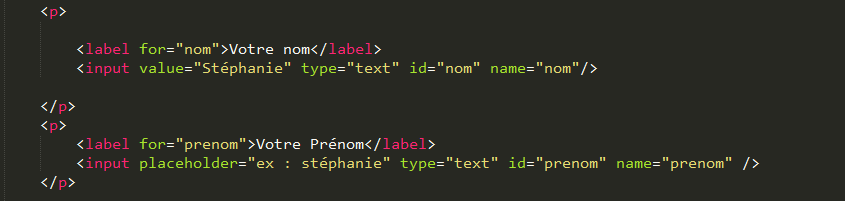 <p>
<label for="nom">Votre nom</label>
<input value="Stéphanie" type="text" id="nom" name="nom"/>
</p>
<p>
<label for="prenom">Votre Prénom</label>
<input placeholder="ex : stéphanie" type="text" id="prenom" name="prenom" />
</p>